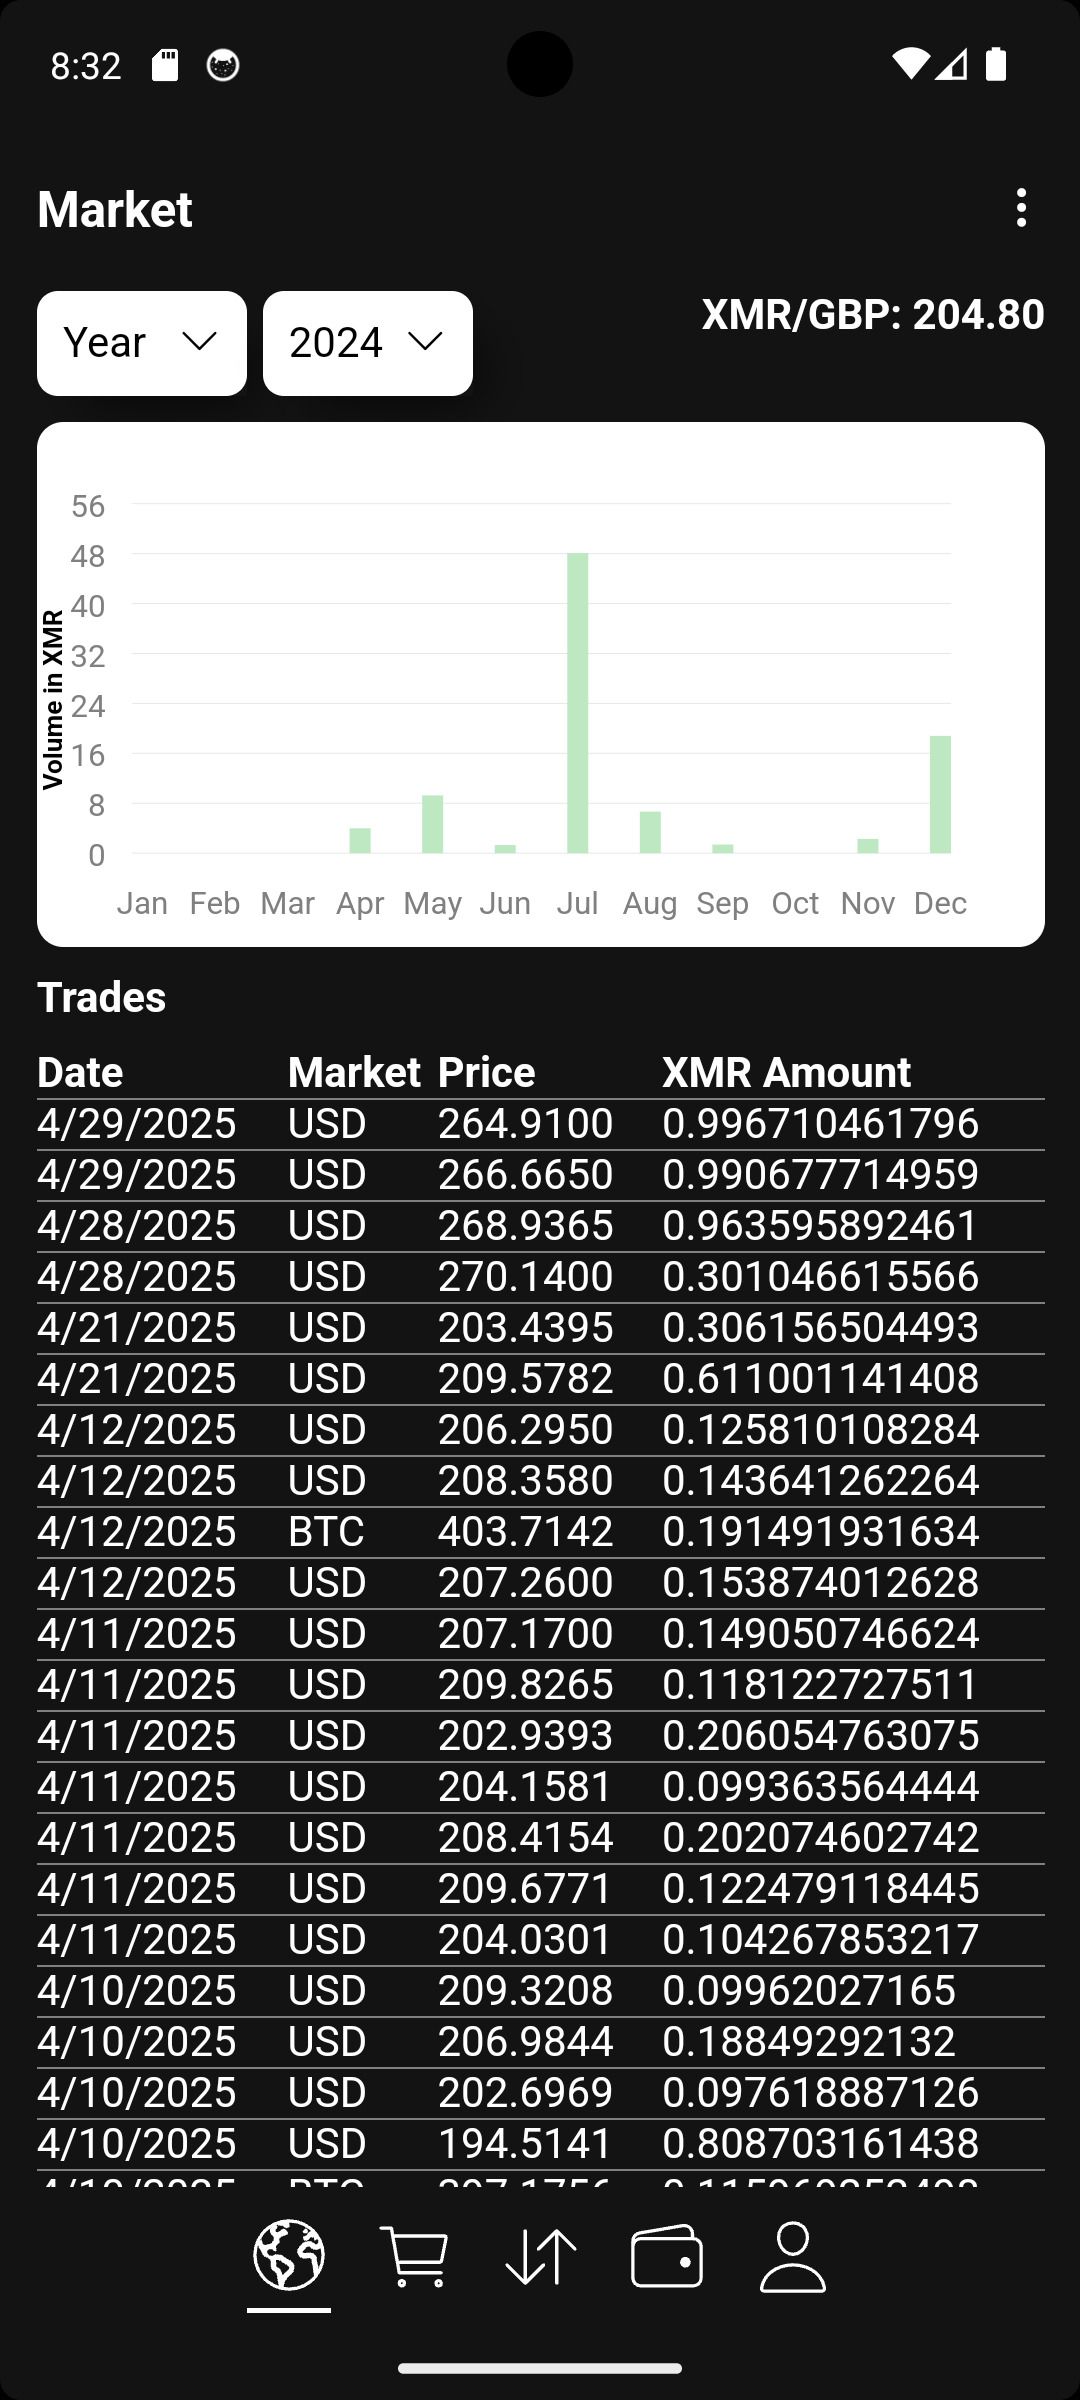 8:32
Market
Year 2024 XMR/GBP: 204.80
56
48
40
32
24
16
8
0
Volume in XMR
Jan Feb Mar Apr May Jun Jul Aug Sep Oct Nov Dec
Trades
Date Market Price XMR Amount
4/29/2025 USD 264.9100 0.996710461796
4/29/2025 USD 266.6650 0.990677714959
4/28/2025 USD 268.9365 0.963595892461
4/28/2025 USD 270.1400 0.301046615566
4/21/2025 USD 203.4395 0.306156504493
4/21/2025 USD 209.5782 0.611001141408
4/12/2025 USD 206.2950 0.125810108284
4/12/2025 USD 208.3580 0.143641262264
4/12/2025 BTC 403.7142 0.191491931634
4/12/2025 USD 207.2600 0.153874012628
4/11/2025 USD 207.1700 0.149050746624
4/11/2025 USD 209.8265 0.118122727511
4/11/2025 USD 202.9393 0.206054763075
4/11/2025 USD 204.1581 0.099363564444
4/11/2025 USD 208.4154 0.202074602742
4/11/2025 USD 209.6771 0.122479118445
4/11/2025 USD 204.0301 0.104267853217
4/10/2025 USD 209.3208 0.09962027165
4/10/2025 USD 206.9844 0.18849292132
4/10/2025 USD 202.6969 0.097618887126
4/10/2025 USD 194.5141 0.808703161438